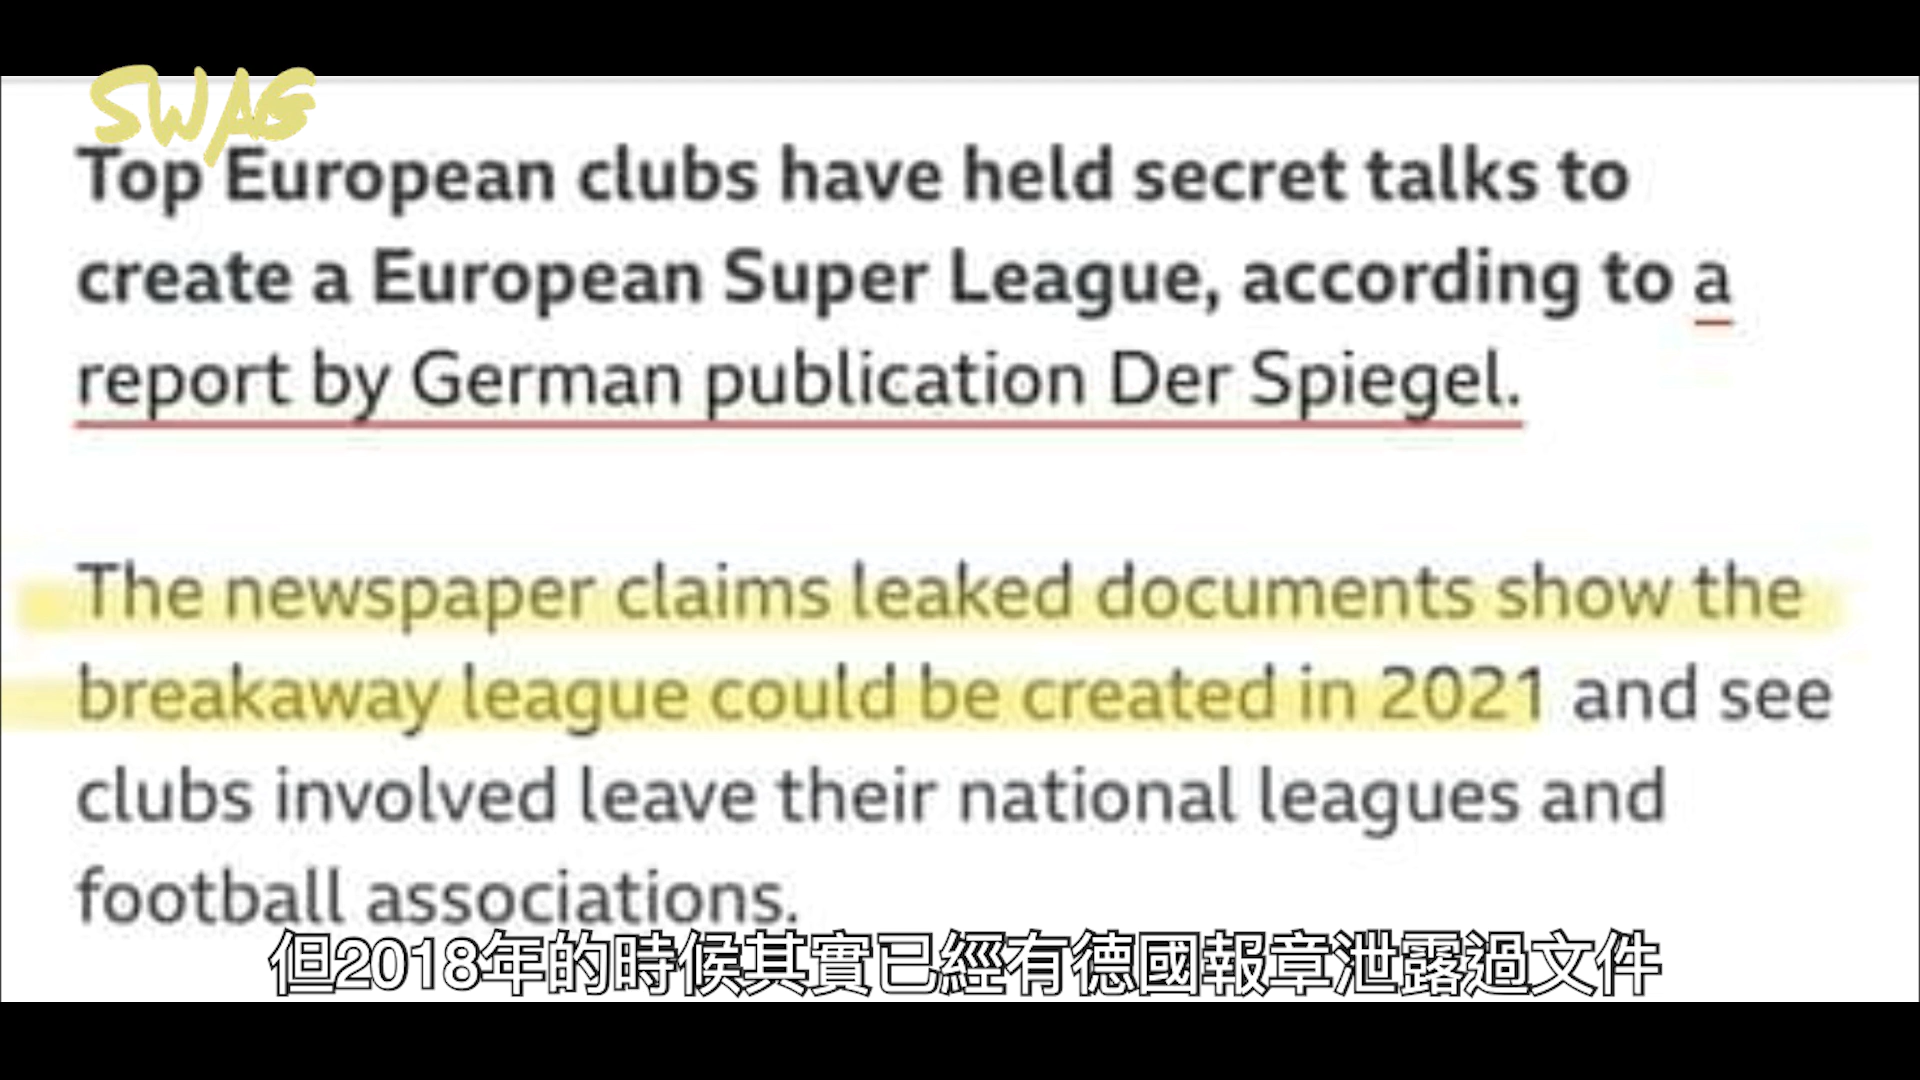 SWAG
Top European clubs have held secret talks to
create a European Super League, according to a
report by German publication Der Spiegel.
The newspaper claims leaked documents show the
breakaway league could be created in 2021 and see
clubs involved leave their national leagues and
football associations.
但2018年的時候其實已經有德國報章泄露過文件